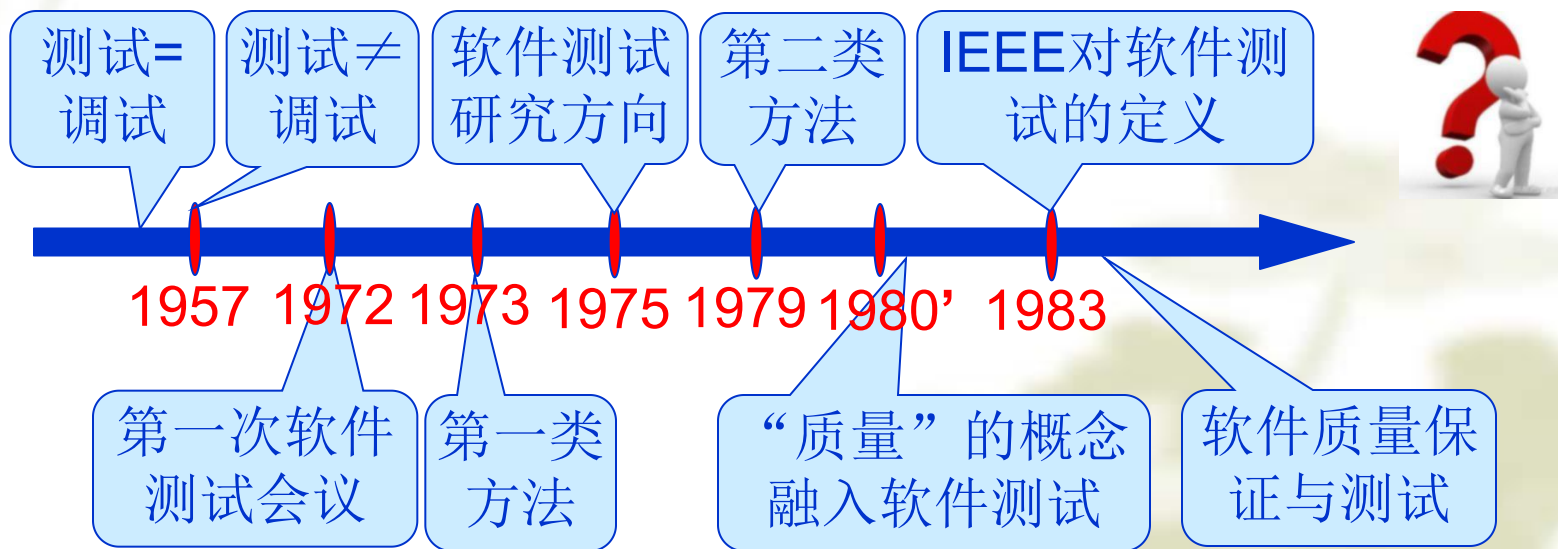 测试=
调试
测试≠
调试
软件测试
研究方向
第二类
方法
IEEE对软件测
试的定义
1957
1972
1973
1975
1979
1980’
1983
第一次软件
测试会议
第一类
方法
“质量”的概念
融入软件测试
软件质量保
证与测试